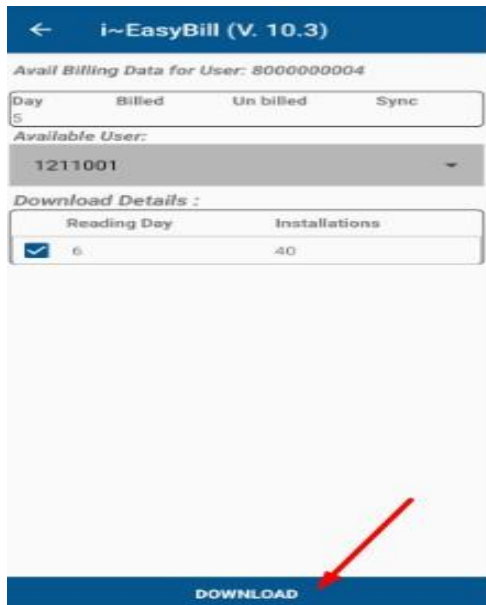 i~EasyBill (V. 10.3)
Avail Billing Data for User: 8000000004
Day Billed Un billed Sync
5
Available User:
1211001
Download Details :
Reading Day Installations
6 40
DOWNLOAD